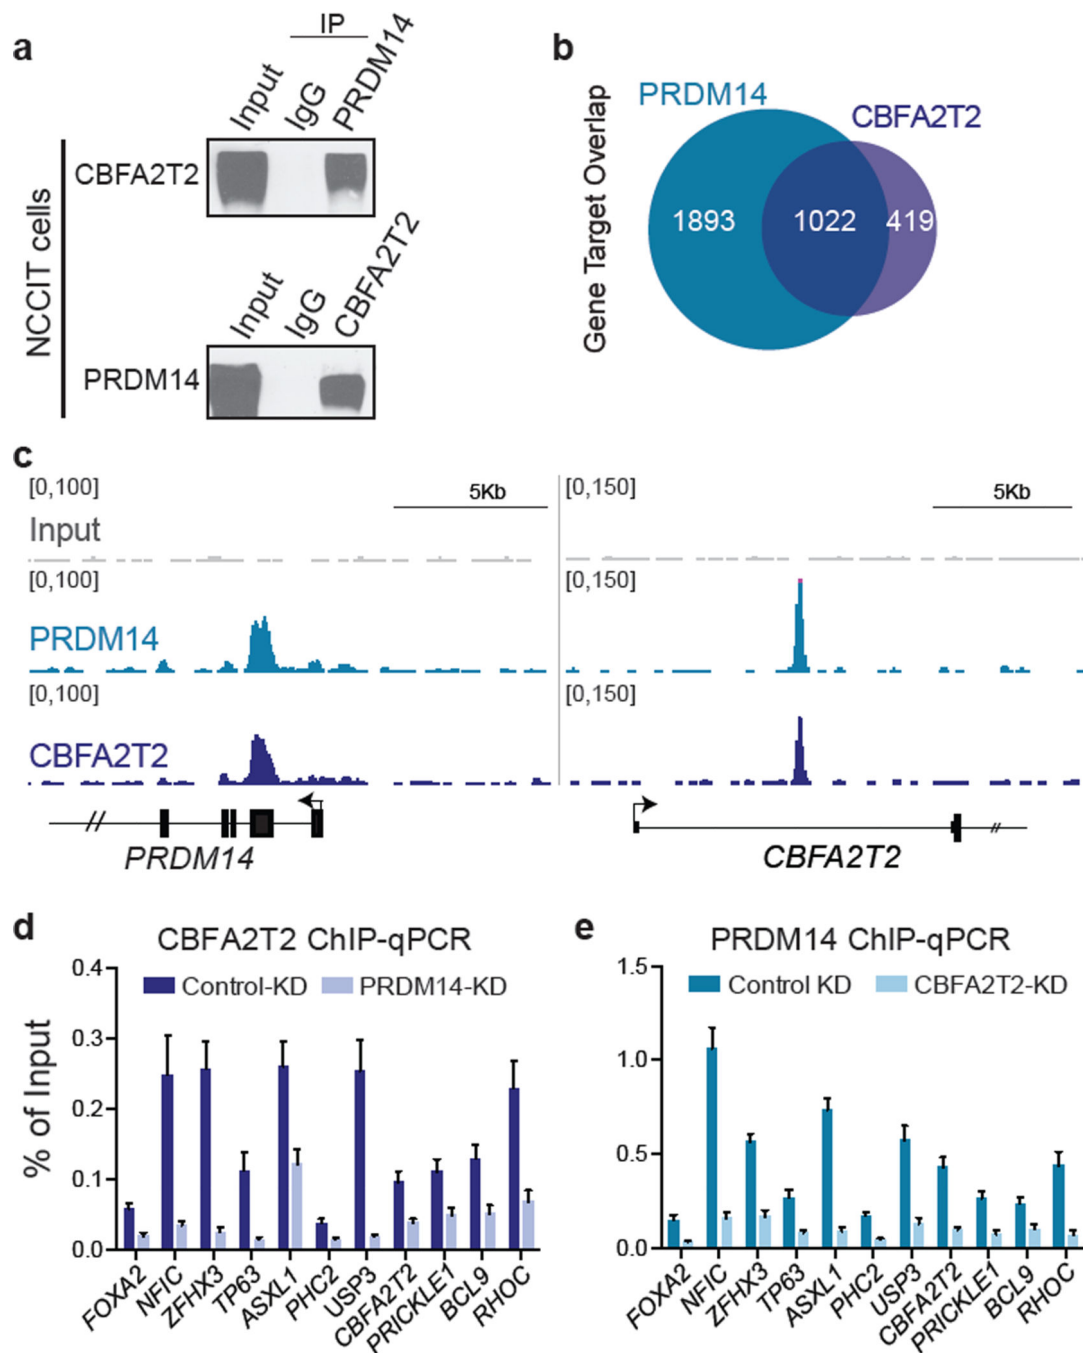 a
IP
Input
IgG
PRDM14
CBFA2T2
Input
IgG
CBFA2T2
PRDM14
NCCIT cells
b
Gene Target Overlap
PRDM14
CBFA2T2
1893
1022
419
c
[0,100]
5Kb
[0,150]
5Kb
Input
[0,100]
[0,150]
PRDM14
[0,100]
[0,150]
CBFA2T2
PRDM14
CBFA2T2
d
CBFA2T2 ChIP-qPCR
Control-KD
PRDM14-KD
% of Input
0.4
0.3
0.2
0.1
0.0
FOXA2
NFIC
ZFHX3
TP63
ASXL1
PHC2
USP3
CBFA2T2
PRICKLE1
BCL9
RHOC
e
PRDM14 ChIP-qPCR
Control KD
CBFA2T2-KD
1.5
1.0
0.5
0.0
FOXA2
NFIC
ZFHX3
TP63
ASXL1
PHC2
USP3
CBFA2T2
PRICKLE1
BCL9
RHOC